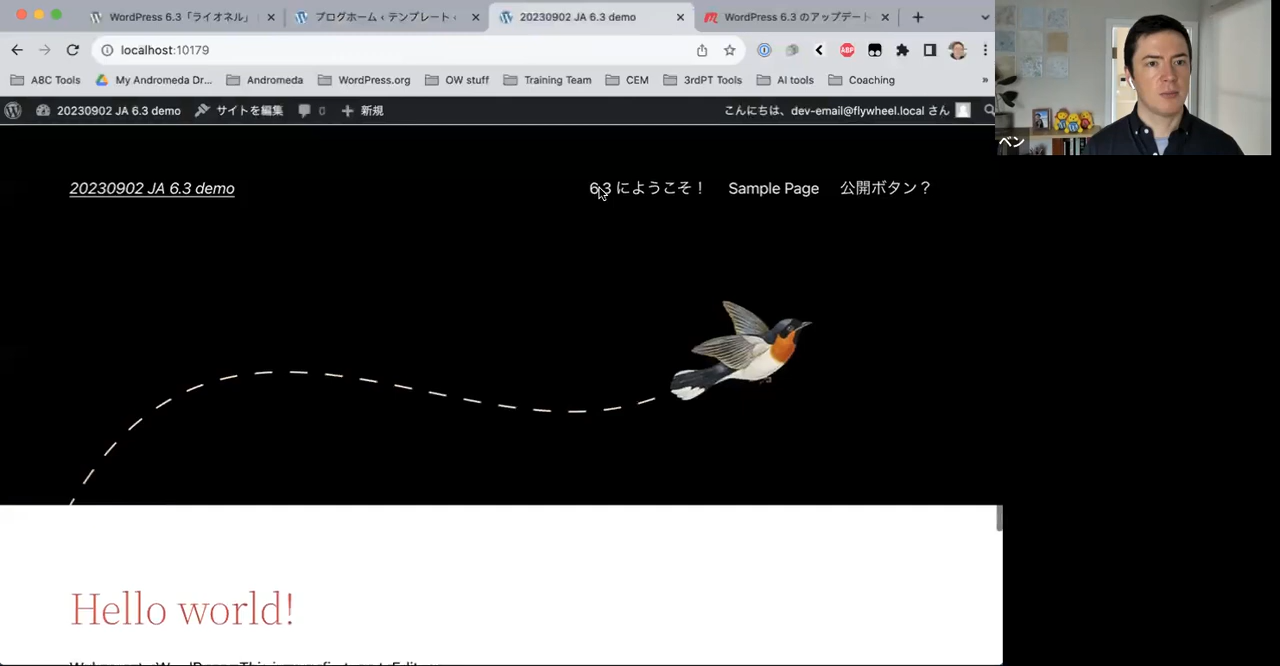 WordPress 6.3「ライオネル」
ブログホーム ‹ テンプレート ‹
20230902 JA 6.3 demo
WordPress 6.3 のアップデート
localhost:10179
ABP
A8C Tools
My Andromeda Dr...
Andromeda
WordPress.org
OW stuff
Training Team
CEM
3rdPT Tools
AI tools
Coaching
»
20230902 JA 6.3 demo
サイトを編集
0
新規
こんにちは、dev-email@flywheel.local さん
ベン
20230902 JA 6.3 demo
6.3 にようこそ！
Sample Page
公開ボタン？
Hello world!